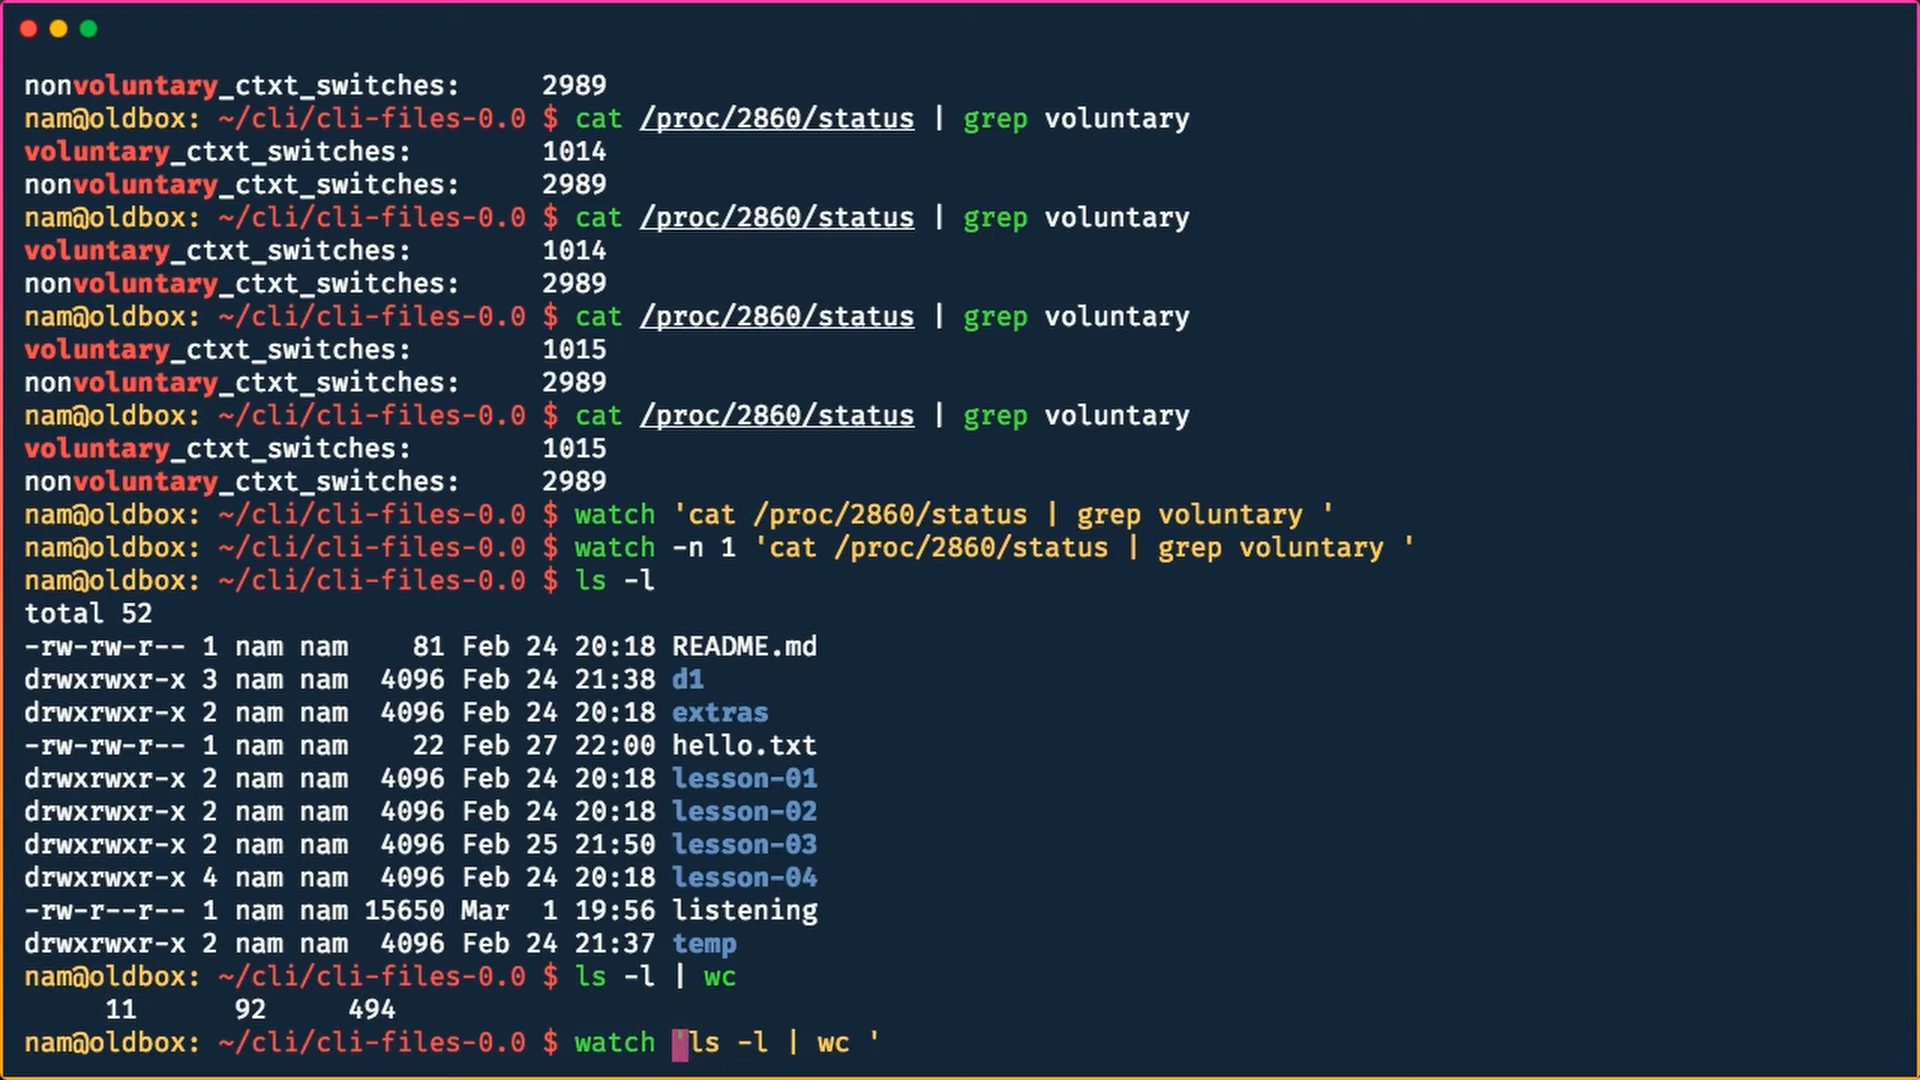 nonvoluntary_ctxt_switches:     2989
nam@oldbox: ~/cli/cli-files-0.0 $ cat /proc/2860/status | grep voluntary
voluntary_ctxt_switches:        1014
nonvoluntary_ctxt_switches:     2989
nam@oldbox: ~/cli/cli-files-0.0 $ cat /proc/2860/status | grep voluntary
voluntary_ctxt_switches:        1014
nonvoluntary_ctxt_switches:     2989
nam@oldbox: ~/cli/cli-files-0.0 $ cat /proc/2860/status | grep voluntary
voluntary_ctxt_switches:        1015
nonvoluntary_ctxt_switches:     2989
nam@oldbox: ~/cli/cli-files-0.0 $ cat /proc/2860/status | grep voluntary
voluntary_ctxt_switches:        1015
nonvoluntary_ctxt_switches:     2989
nam@oldbox: ~/cli/cli-files-0.0 $ watch 'cat /proc/2860/status | grep voluntary '
nam@oldbox: ~/cli/cli-files-0.0 $ watch -n 1 'cat /proc/2860/status | grep voluntary '
nam@oldbox: ~/cli/cli-files-0.0 $ ls -l
total 52
-rw-rw-r-- 1 nam nam    81 Feb 24 20:18 README.md
drwxrwxr-x 3 nam nam  4096 Feb 24 21:38 d1
drwxrwxr-x 2 nam nam  4096 Feb 24 20:18 extras
-rw-rw-r-- 1 nam nam    22 Feb 27 22:00 hello.txt
drwxrwxr-x 2 nam nam  4096 Feb 24 20:18 lesson-01
drwxrwxr-x 2 nam nam  4096 Feb 24 20:18 lesson-02
drwxrwxr-x 2 nam nam  4096 Feb 25 21:50 lesson-03
drwxrwxr-x 4 nam nam  4096 Feb 24 20:18 lesson-04
-rw-r--r-- 1 nam nam 15650 Mar  1 19:56 listening
drwxrwxr-x 2 nam nam  4096 Feb 24 21:37 temp
nam@oldbox: ~/cli/cli-files-0.0 $ ls -l | wc
     11      92     494
nam@oldbox: ~/cli/cli-files-0.0 $ watch 'ls -l | wc '